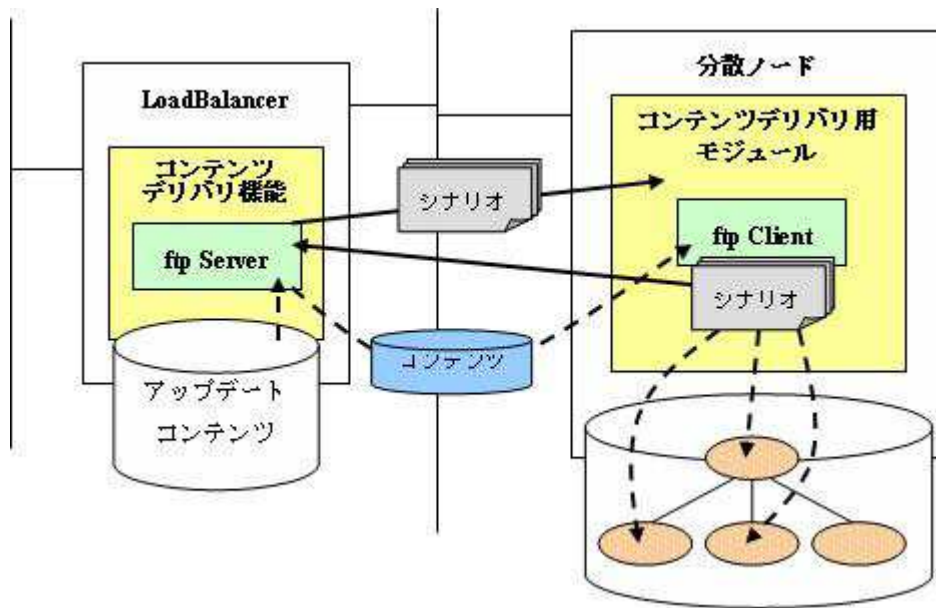 LoadBalancer
コンテンツ
デリバリ機能
ftp Server
アップデート
コンテンツ
シナリオ
コンテンツ
分散ノード
コンテンツデリバリ用
モジュール
ftp Client
シナリオ